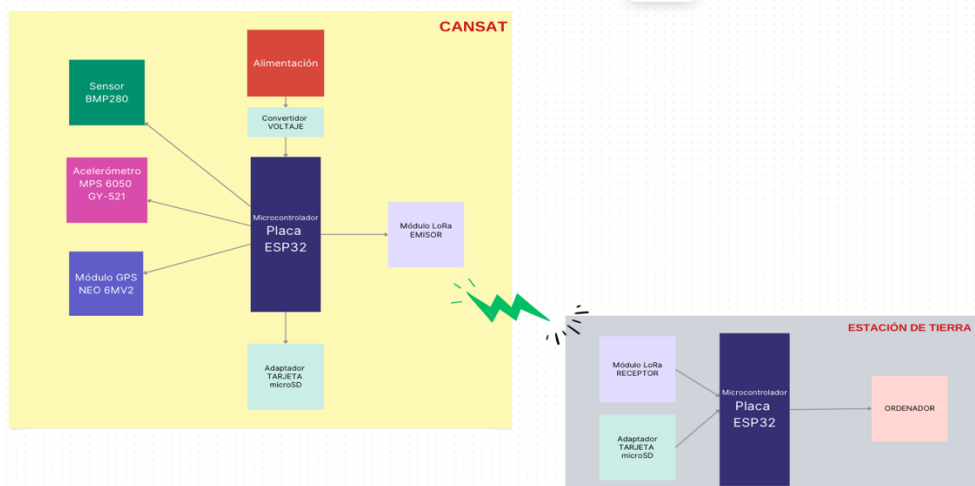 CANSAT
Alimentación
Sensor
BMP280
Convertidor
VOLTAJE
Acelerómetro
MPS 6050
GY-521
Microcontrolador
Placa
ESP32
Módulo LoRa
EMISOR
Módulo GPS
NEO 6MV2
Adaptador
TARJETA
microSD
ESTACIÓN DE TIERRA
Módulo LoRa
RECEPTOR
Microcontrolador
Placa
ESP32
ORDENADOR
Adaptador
TARJETA
microSD